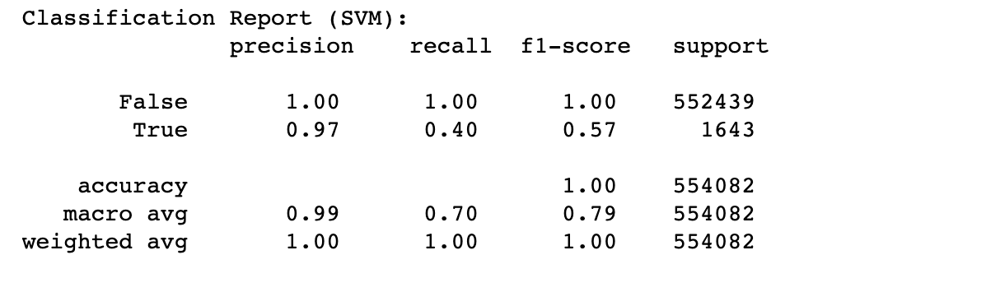 Classification Report (SVM):
precision recall f1-score support
False 1.00 1.00 1.00 552439
True 0.97 0.40 0.57 1643
accuracy 1.00 554082
macro avg 0.99 0.70 0.79 554082
weighted avg 1.00 1.00 1.00 554082